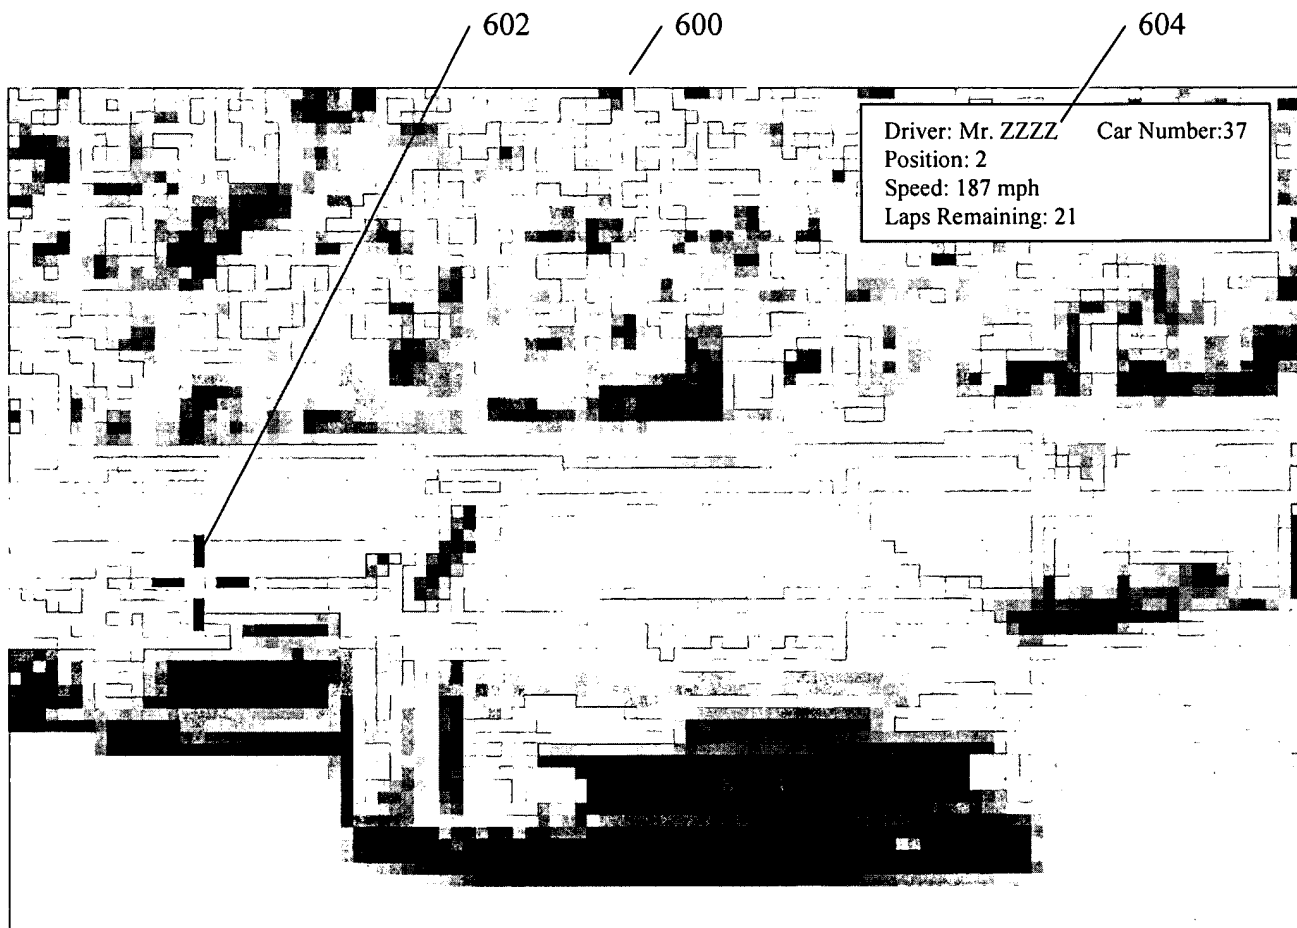 602 600 604
Driver: Mr. ZZZZ Car Number:37
Position: 2
Speed: 187 mph
Laps Remaining: 21